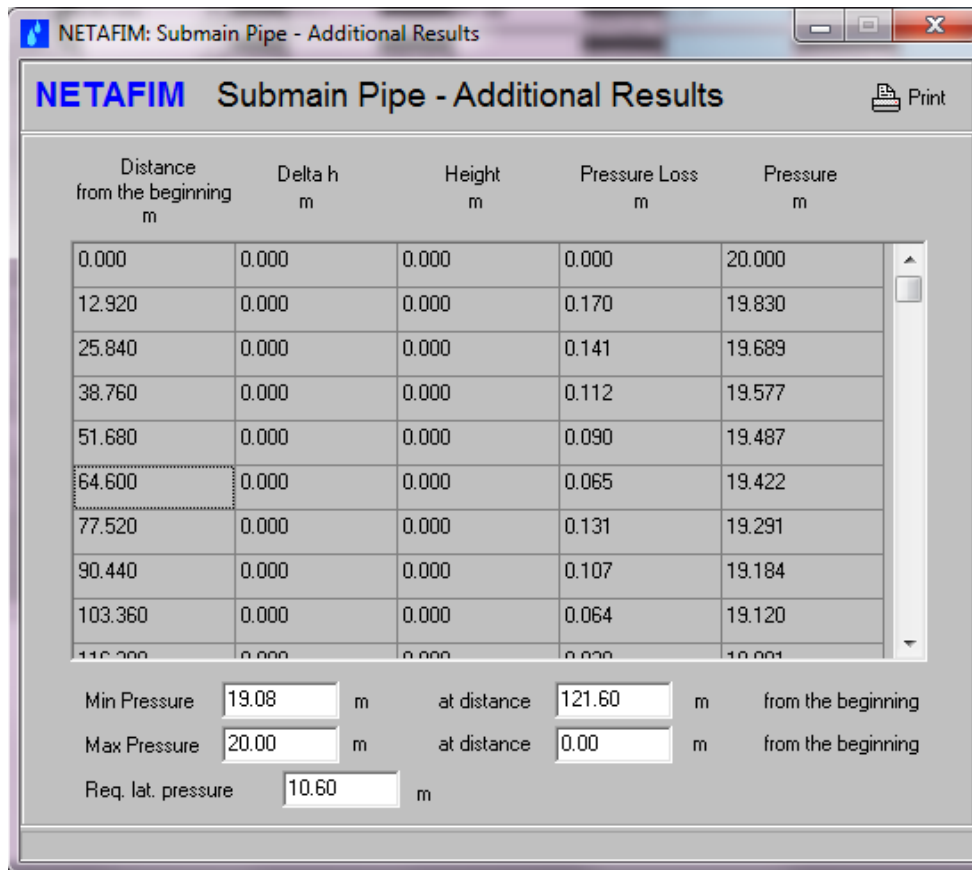 NETAFIM: Submain Pipe - Additional Results
NETAFIM Submain Pipe - Additional Results Print
Distance Delta h Height Pressure Loss Pressure
from the beginning m m m m
m
0.000 0.000 0.000 0.000 20.000
12.920 0.000 0.000 0.170 19.830
25.840 0.000 0.000 0.141 19.689
38.760 0.000 0.000 0.112 19.577
51.680 0.000 0.000 0.090 19.487
64.600 0.000 0.000 0.065 19.422
77.520 0.000 0.000 0.131 19.291
90.440 0.000 0.000 0.107 19.184
103.360 0.000 0.000 0.064 19.120
0.000 0.000
Min Pressure 19.08 m at distance 121.60 m from the beginning
Max Pressure 20.00 m at distance 0.00 m from the beginning
Req. lat. pressure 10.60 m